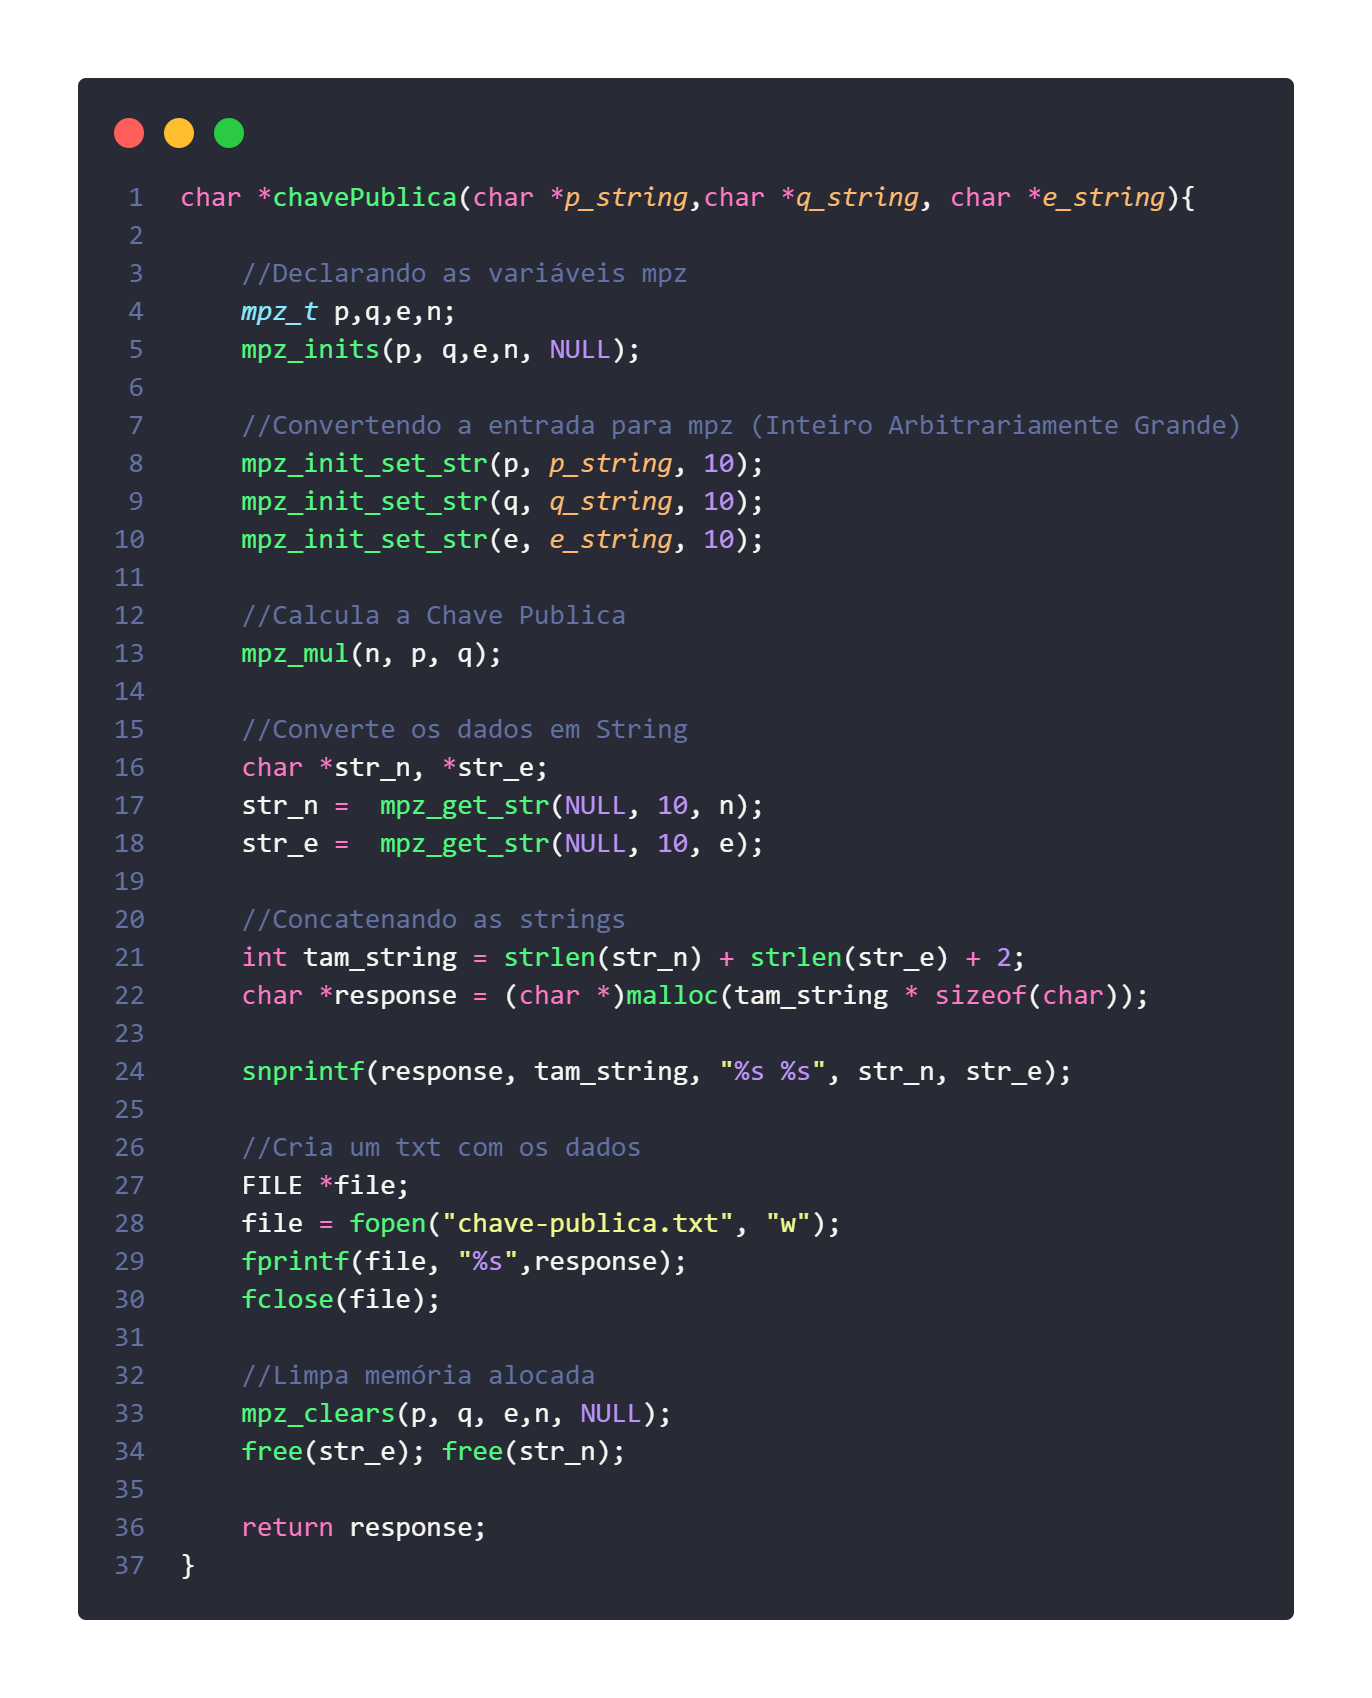 1 char *chavePublica(char *p_string,char *q_string, char *e_string){
2
3 //Declarando as variáveis mpz
4 mpz_t p,q,e,n;
5 mpz_inits(p, q,e,n, NULL);
6
7 //Convertendo a entrada para mpz (Inteiro Arbitrariamente Grande)
8 mpz_init_set_str(p, p_string, 10);
9 mpz_init_set_str(q, q_string, 10);
10 mpz_init_set_str(e, e_string, 10);
11
12 //Calcula a Chave Publica
13 mpz_mul(n, p, q);
14
15 //Converte os dados em String
16 char *str_n, *str_e;
17 str_n =  mpz_get_str(NULL, 10, n);
18 str_e =  mpz_get_str(NULL, 10, e);
19
20 //Concatenando as strings
21 int tam_string = strlen(str_n) + strlen(str_e) + 2;
22 char *response = (char *)malloc(tam_string * sizeof(char));
23
24 snprintf(response, tam_string, "%s %s", str_n, str_e);
25
26 //Cria um txt com os dados
27 FILE *file;
28 file = fopen("chave-publica.txt", "w");
29 fprintf(file, "%s",response);
30 fclose(file);
31
32 //Limpa memória alocada
33 mpz_clears(p, q, e,n, NULL);
34 free(str_e); free(str_n);
35
36 return response;
37 }